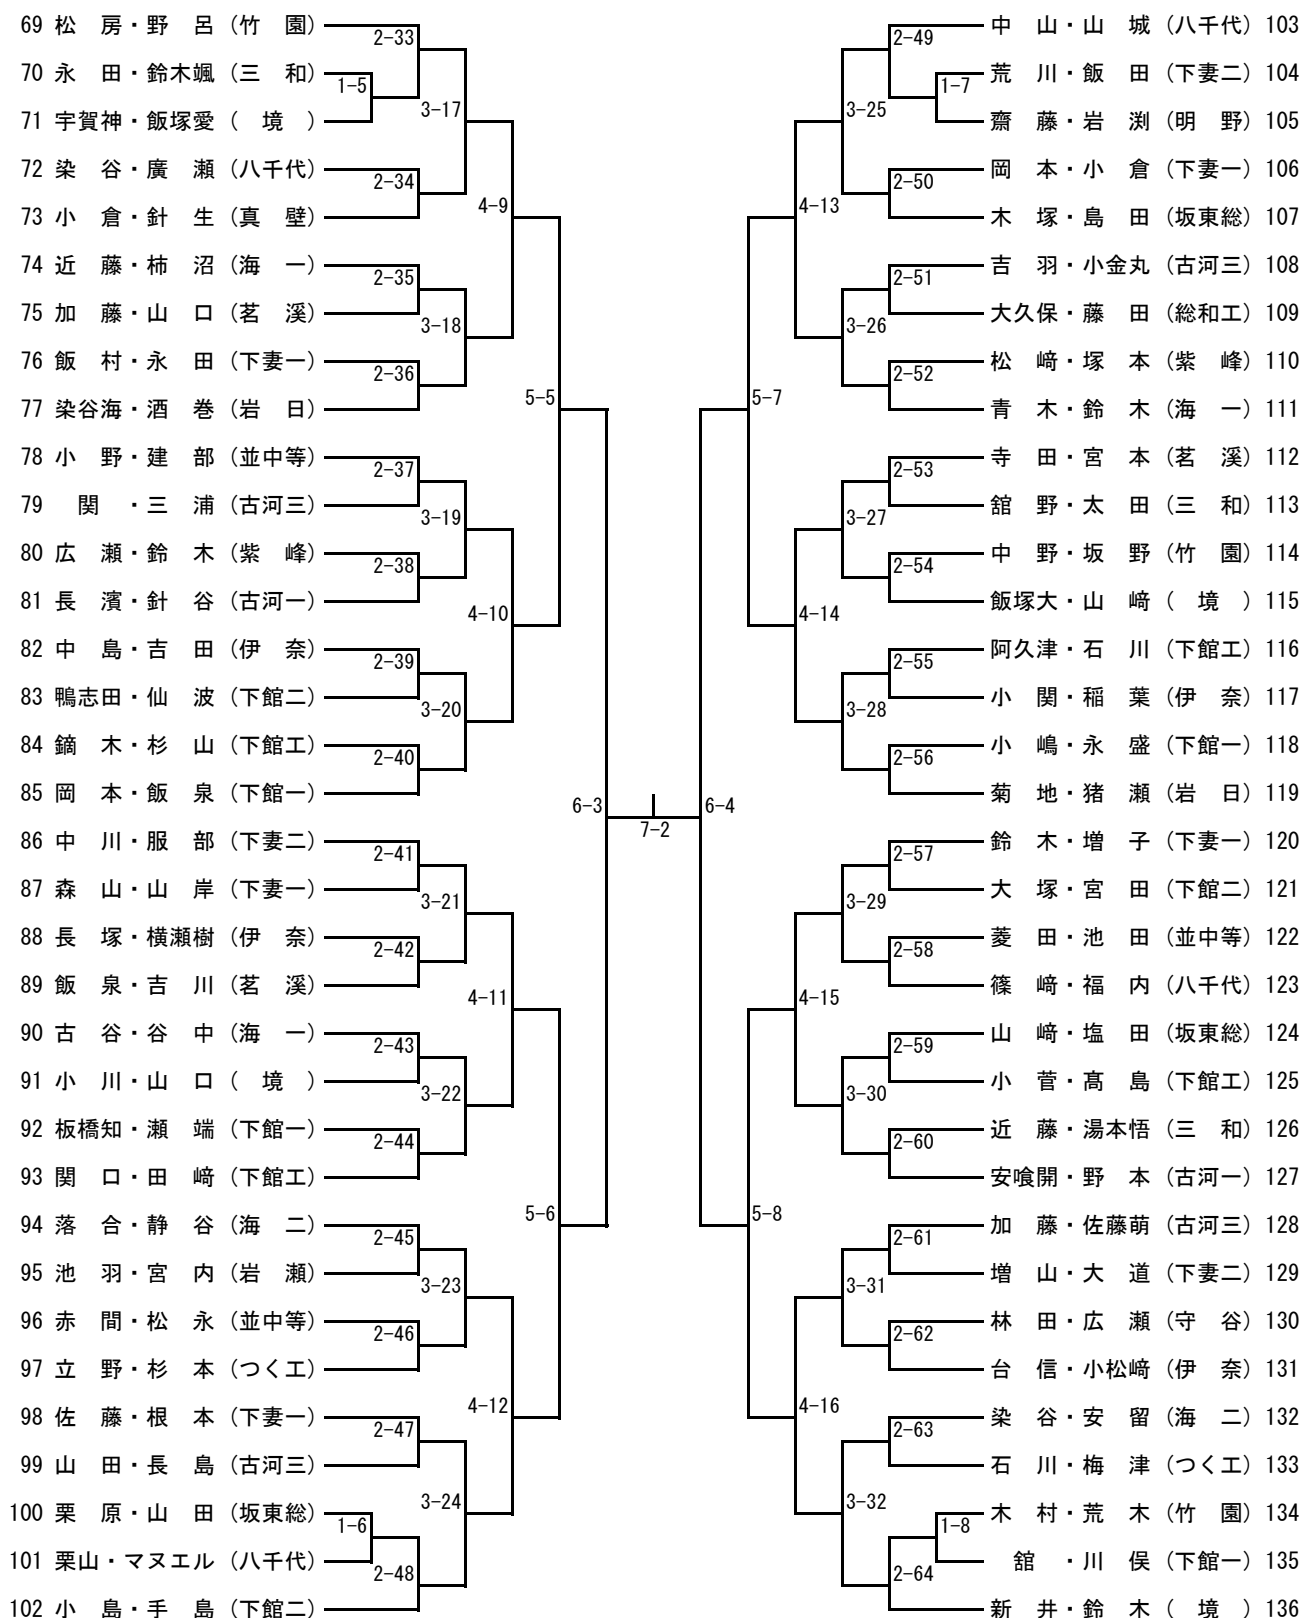 69 松　房・野　呂（竹　園）
70 永　田・鈴木颯（三　和）
71 宇賀神・飯塚愛（　境　）
72 染　谷・廣　瀬（八千代）
73 小　倉・針　生（真　壁）
74 近　藤・柿　沼（海　一）
75 加　藤・山　口（茗　溪）
76 飯　村・永　田（下妻一）
77 染谷海・酒　巻（岩　日）
78 小　野・建　部（並中等）
79 　関　・三　浦（古河三）
80 広　瀬・鈴　木（紫　峰）
81 長　濱・針　谷（古河一）
82 中　島・吉　田（伊　奈）
83 鴨志田・仙　波（下館二）
84 鏑　木・杉　山（下館工）
85 岡　本・飯　泉（下館一）
86 中　川・服　部（下妻二）
87 森　山・山　岸（下妻一）
88 長　塚・横瀬樹（伊　奈）
89 飯　泉・吉　川（茗　溪）
90 古　谷・谷　中（海　一）
91 小　川・山　口（　境　）
92 板橋知・瀬　端（下館一）
93 関　口・田　﨑（下館工）
94 落　合・静　谷（海　二）
95 池　羽・宮　内（岩　瀬）
96 赤　間・松　永（並中等）
97 立　野・杉　本（つく工）
98 佐　藤・根　本（下妻一）
99 山　田・長　島（古河三）
100 栗　原・山　田（坂東総）
101 栗山・マヌエル（八千代）
102 小　島・手　島（下館二）
1-5
1-6
2-33
2-34
2-35
2-36
2-37
2-38
2-39
2-40
2-41
2-42
2-43
2-44
2-45
2-46
2-47
2-48
3-17
3-18
3-19
3-20
3-21
3-22
3-23
3-24
4-9
4-10
4-11
4-12
5-5
5-6
6-3
7-2
6-4
5-7
5-8
4-13
4-14
4-15
4-16
3-25
3-26
3-27
3-28
3-29
3-30
3-31
3-32
2-49
2-50
2-51
2-52
2-53
2-54
2-55
2-56
2-57
2-58
2-59
2-60
2-61
2-62
2-63
2-64
1-7
1-8
中　山・山　城（八千代）103
荒　川・飯　田（下妻二）104
齋　藤・岩　渕（明　野）105
岡　本・小　倉（下妻一）106
木　塚・島　田（坂東総）107
吉　羽・小金丸（古河三）108
大久保・藤　田（総和工）109
松　﨑・塚　本（紫　峰）110
青　木・鈴　木（海　一）111
寺　田・宮　本（茗　溪）112
舘　野・太　田（三　和）113
中　野・坂　野（竹　園）114
飯塚大・山　﨑（　境　）115
阿久津・石　川（下館工）116
小　関・稲　葉（伊　奈）117
小　嶋・永　盛（下館一）118
菊　地・猪　瀬（岩　日）119
鈴　木・増　子（下妻一）120
大　塚・宮　田（下館二）121
菱　田・池　田（並中等）122
篠　﨑・福　内（八千代）123
山　﨑・塩　田（坂東総）124
小　菅・髙　島（下館工）125
近　藤・湯本悟（三　和）126
安喰開・野　本（古河一）127
加　藤・佐藤萌（古河三）128
増　山・大　道（下妻二）129
林　田・広　瀬（守　谷）130
台　信・小松﨑（伊　奈）131
染　谷・安　留（海　二）132
石　川・梅　津（つく工）133
木　村・荒　木（竹　園）134
　舘　・川　俣（下館一）135
新　井・鈴　木（　境　）136